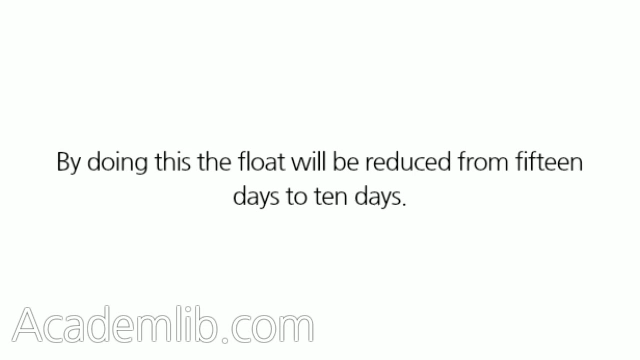 By doing this the float will be reduced from fifteen
days to ten days.
Academlib.com